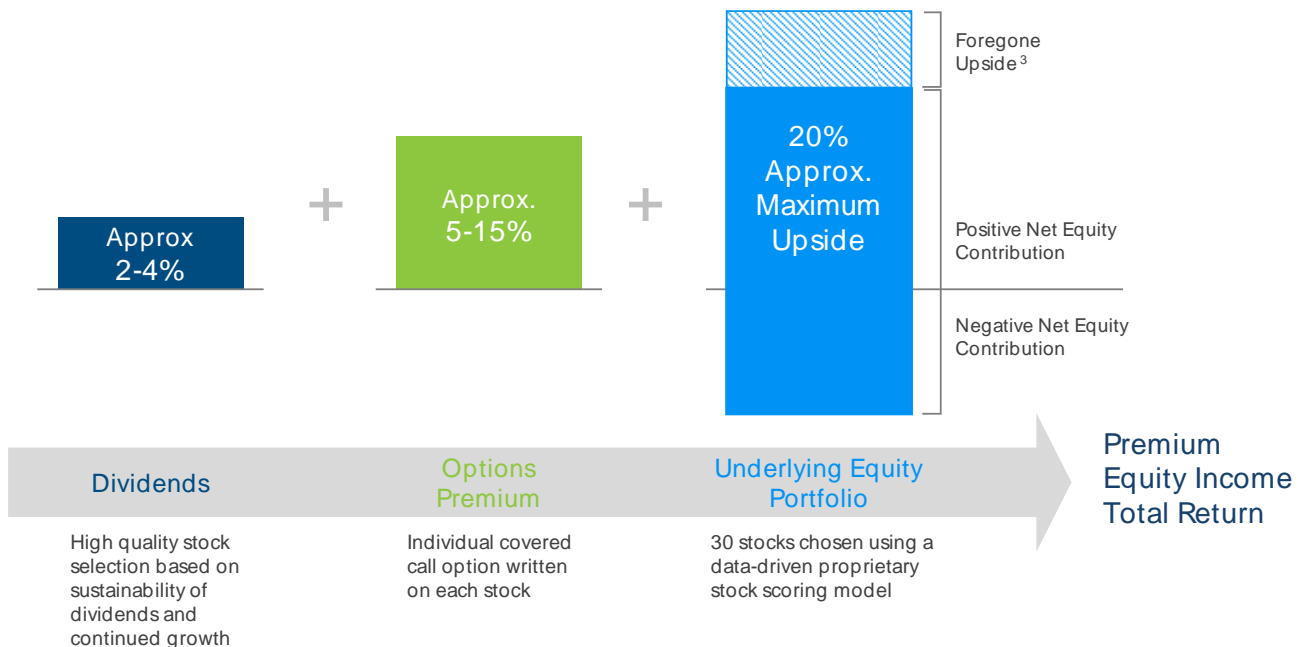 Foregone
Upside 3
20%
Approx.
Maximum
Upside
Approx.
5-15%
Approx
2-4%
+
+
Positive Net Equity
Contribution
Negative Net Equity
Contribution
Dividends
Options
Premium
Underlying Equity
Portfolio
Premium
Equity Income
Total Return
High quality stock
selection based on
sustainability of
dividends and
continued growth
Individual covered
call option written
on each stock
30 stocks chosen using a
data-driven proprietary
stock scoring model